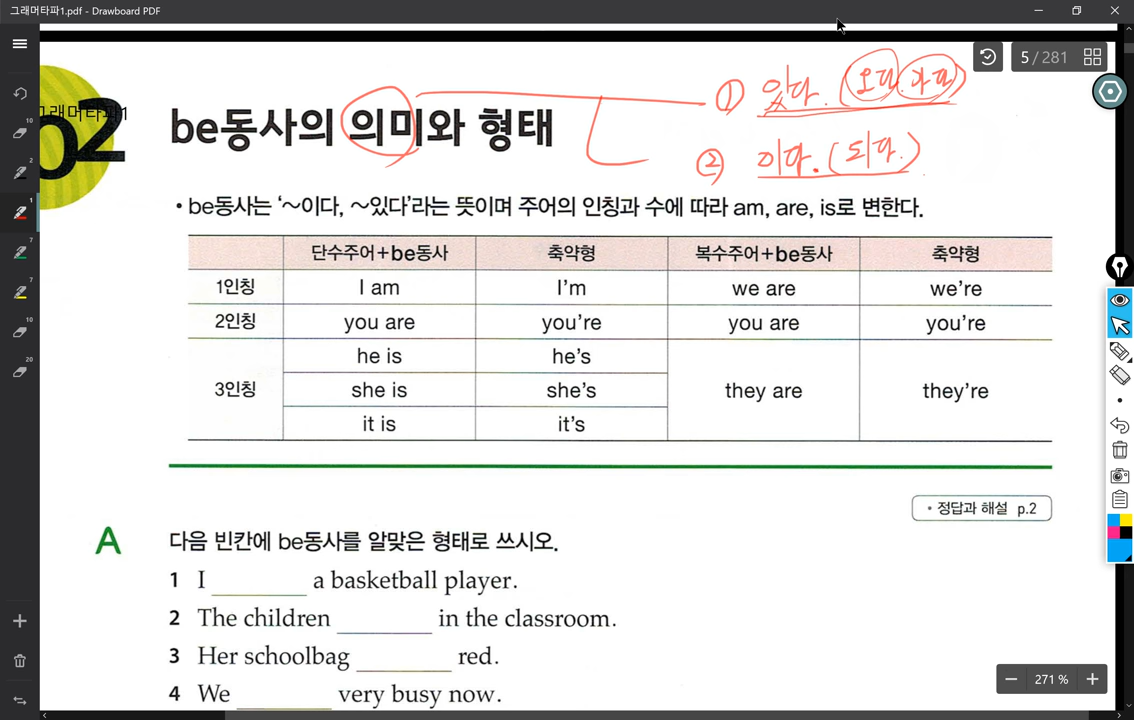 그래머타파1.pdf - Drawboard PDF
5 / 281
그래머타파1
02
be동사의 의미와 형태
① 있다. (오다, 가다)
② 이다. (되다.)
• be동사는 ‘～이다, ～있다’라는 뜻이며 주어의 인칭과 수에 따라 am, are, is로 변한다.
단수주어+be동사 축약형 복수주어+be동사 축약형
1인칭 I am I’m we are we’re
2인칭 you are you’re you are you’re
3인칭 he is he’s they are they’re
she is she’s
it is it’s
• 정답과 해설 p.2
A 다음 빈칸에 be동사를 알맞은 형태로 쓰시오.
1 I ________ a basketball player.
2 The children ________ in the classroom.
3 Her schoolbag ________ red.
4 We ________ very busy now.
10
2
1
7
7
10
20
271 %